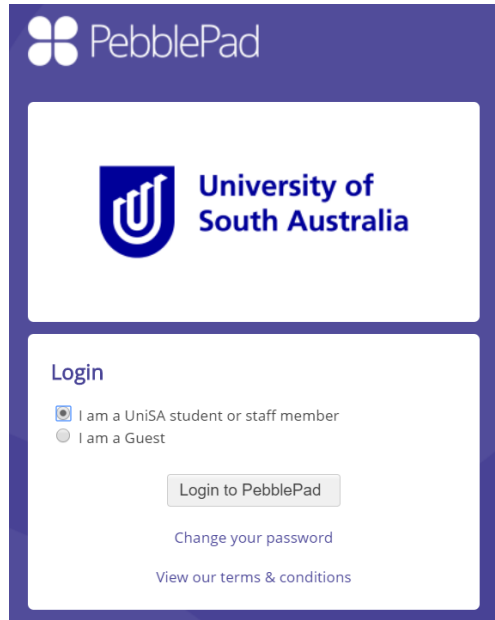 PebblePad
University of
South Australia
Login
I am a UniSA student or staff member
I am a Guest
Login to PebblePad
Change your password
View our terms & conditions